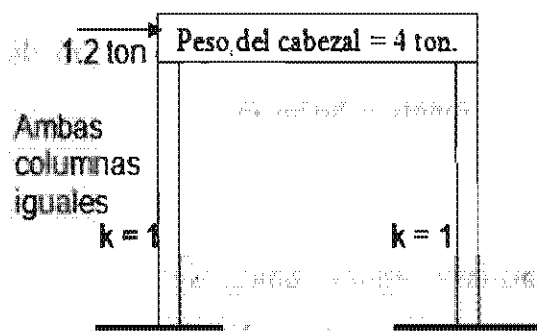 Peso del cabezal = 4 ton.
1.2 ton
Ambas
columnas
iguales
k = 1
k = 1